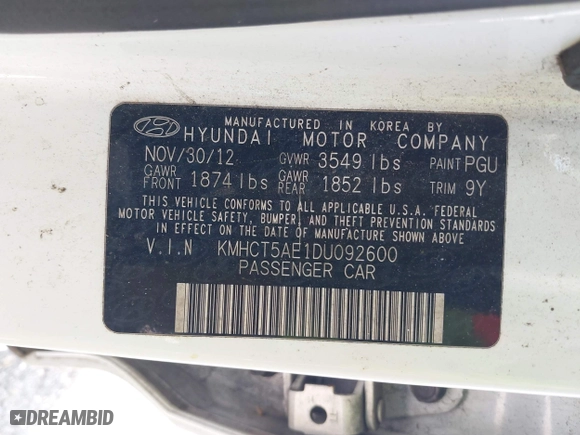 MANUFACTURED IN KOREA BY
HYUNDAI MOTOR COMPANY
NOV/30/12 GVWR 3549 lbs PAINT PGU
GAWR FRONT 1874 lbs GAWR REAR 1852 lbs TRIM 9Y
THIS VEHICLE CONFORMS TO ALL APPLICABLE U.S.A. FEDERAL
MOTOR VEHICLE SAFETY, BUMPER, AND THEFT PREVENTION STANDARDS
IN EFFECT ON THE DATE OF MANUFACTURE SHOWN ABOVE.
V.I.N KMHCT5AE1DU092600
PASSENGER CAR
DREAMBID